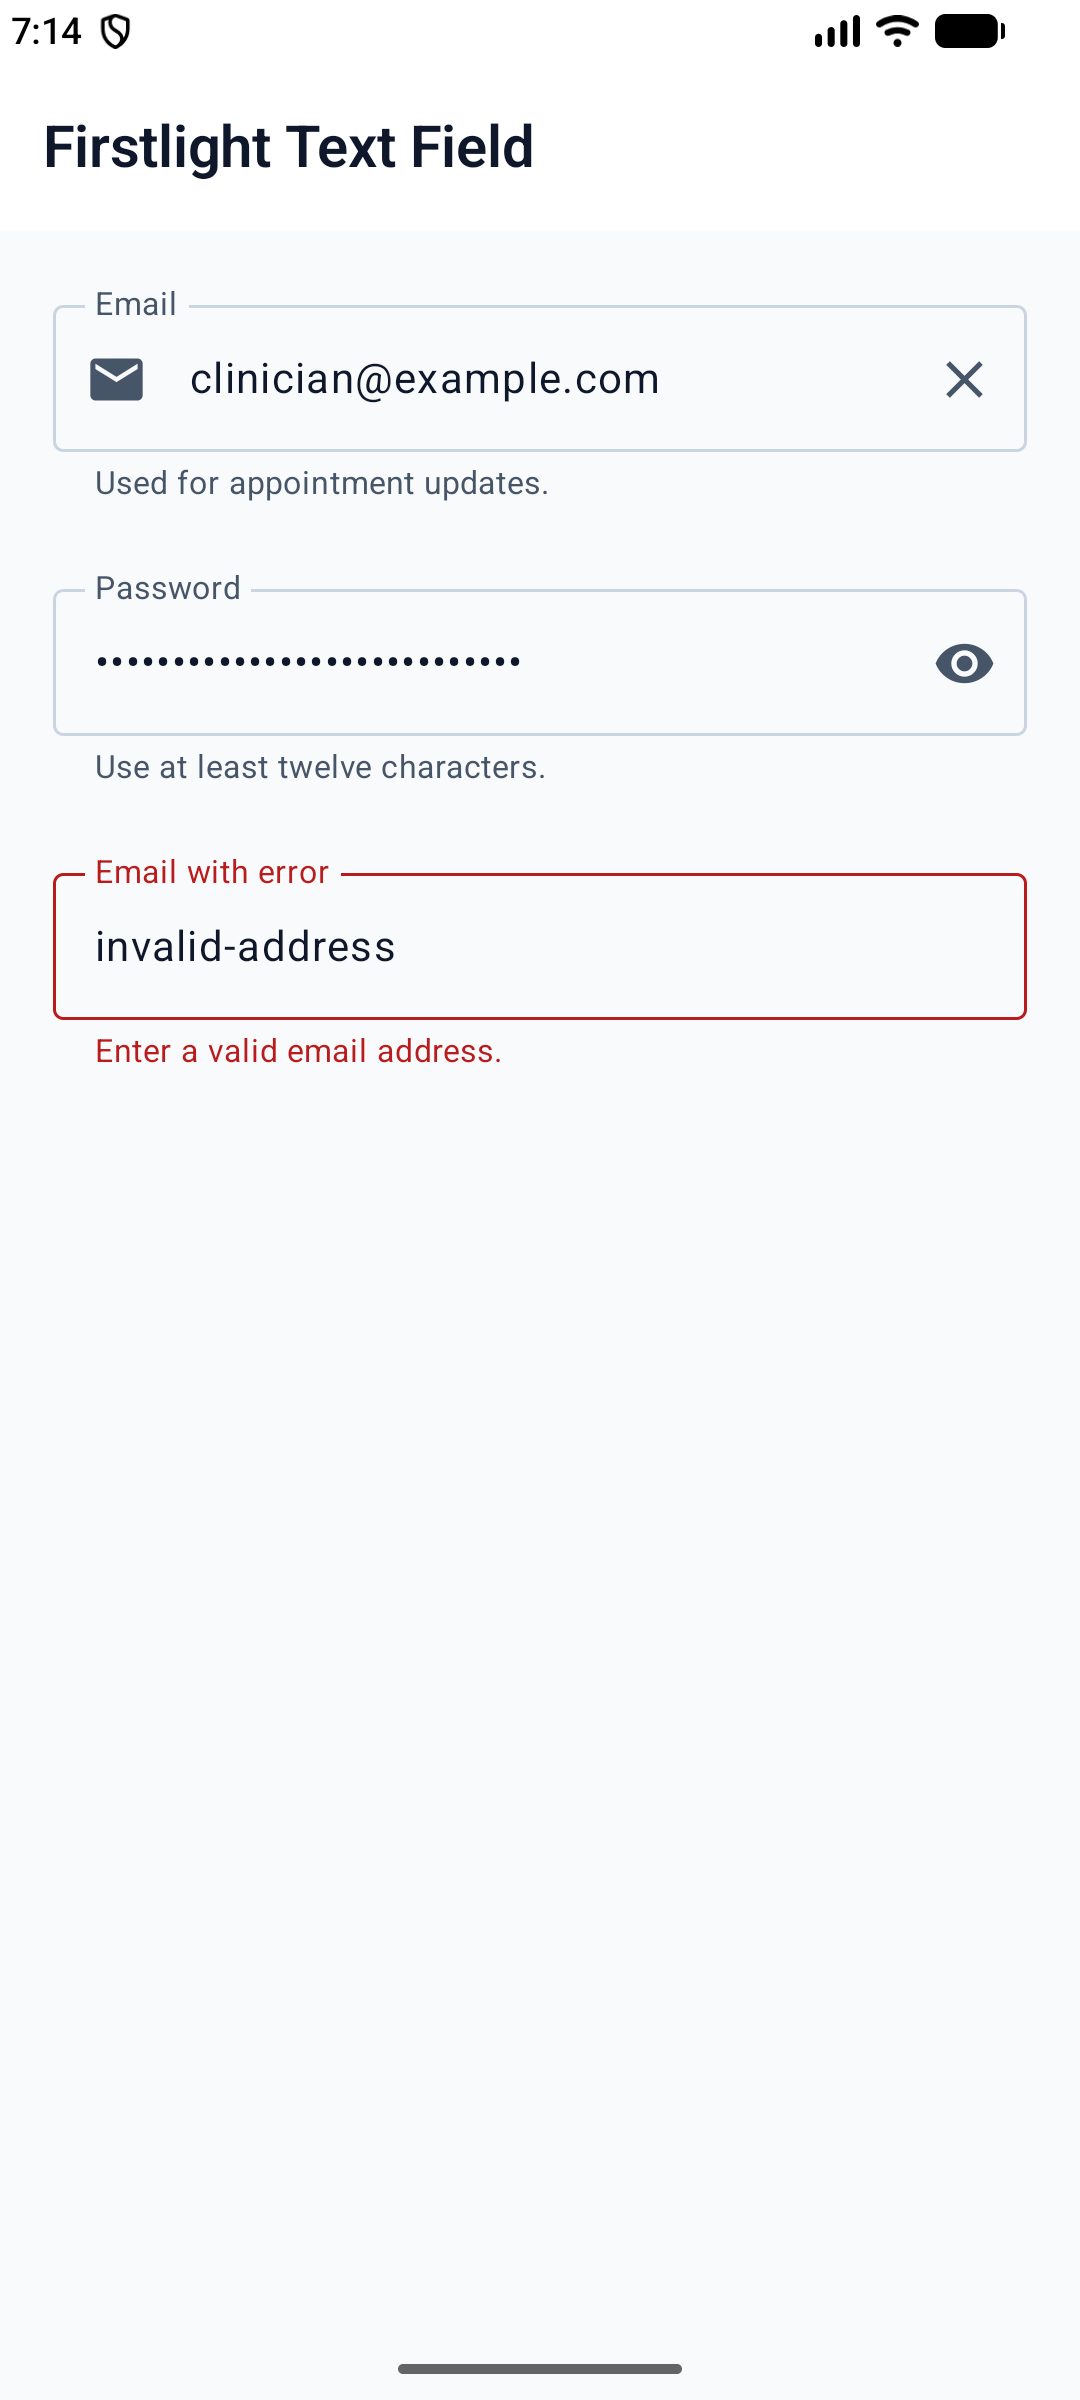 7:14
Firstlight Text Field
Email
clinician@example.com
Used for appointment updates.
Password
••••••••••••••••••••••••••••
Use at least twelve characters.
Email with error
invalid-address
Enter a valid email address.